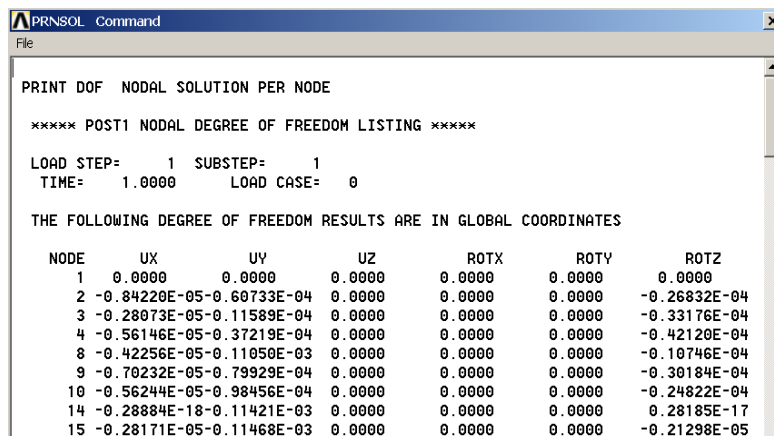 PRNSOL Command
File
PRINT DOF NODAL SOLUTION PER NODE
***** POST1 NODAL DEGREE OF FREEDOM LISTING *****
LOAD STEP= 1 SUBSTEP= 1
TIME= 1.0000 LOAD CASE= 0
THE FOLLOWING DEGREE OF FREEDOM RESULTS ARE IN GLOBAL COORDINATES
NODE UX UY UZ ROTX ROTY ROTZ
1 0.0000 0.0000 0.0000 0.0000 0.0000 0.0000
2 -0.84220E-05-0.60733E-04 0.0000 0.0000 0.0000 -0.26832E-04
3 -0.28073E-05-0.11589E-04 0.0000 0.0000 0.0000 -0.33176E-04
4 -0.56146E-05-0.37219E-04 0.0000 0.0000 0.0000 -0.42120E-04
8 -0.42256E-05-0.11050E-03 0.0000 0.0000 0.0000 -0.10746E-04
9 -0.70232E-05-0.79929E-04 0.0000 0.0000 0.0000 -0.30184E-04
10 -0.56244E-05-0.98456E-04 0.0000 0.0000 0.0000 -0.24822E-04
14 -0.28884E-18-0.11421E-03 0.0000 0.0000 0.0000 0.28185E-17
15 -0.28171E-05-0.11468E-03 0.0000 0.0000 0.0000 -0.21298E-05